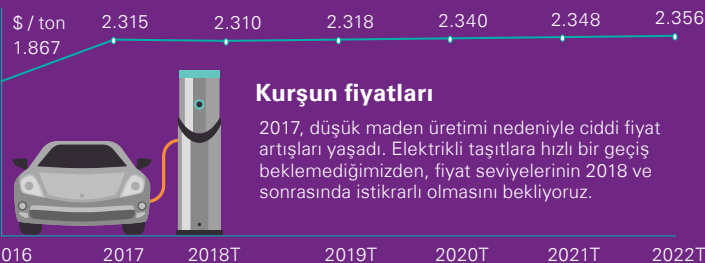 $ / ton 2.315 2.310 2.318 2.340 2.348 2.356
1.867
Kurşun fiyatları
2017, düşük maden üretimi nedeniyle ciddi fiyat
artışları yaşadı. Elektrikli taşıtlara hızlı bir geçiş
beklemediğimizden, fiyat seviyelerinin 2018 ve
sonrasında istikrarlı olmasını bekliyoruz.
016 2017 2018T 2019T 2020T 2021T 2022T